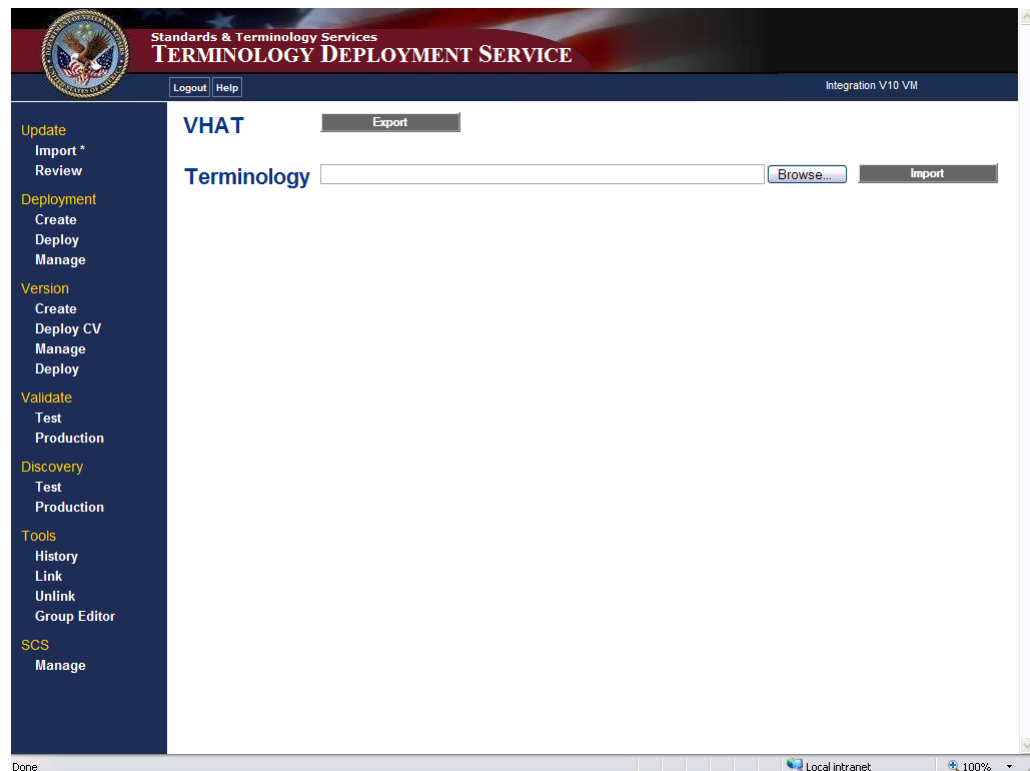 Standards & Terminology Services
TERMINOLOGY DEPLOYMENT SERVICE
Logout Help
Integration V10 VM
Update
Import *
Review
Deployment
Create
Deploy
Manage
Version
Create
Deploy CV
Manage
Deploy
Validate
Test
Production
Discovery
Test
Production
Tools
History
Link
Unlink
Group Editor
SCS
Manage
VHAT Export
Terminology Browse... Import
Done
Local intranet
100%